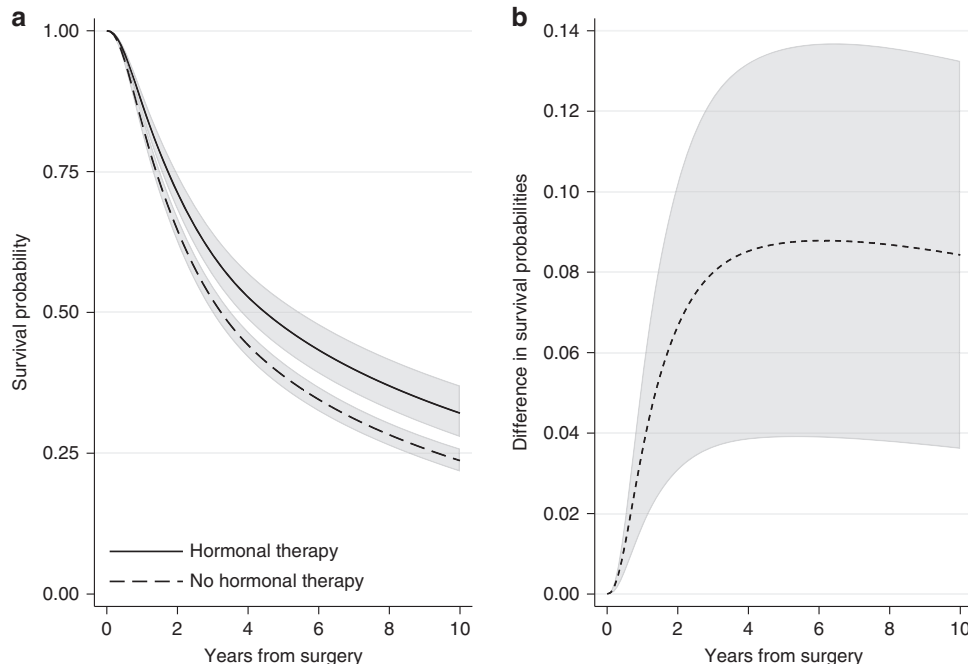 a
1.00
0.75
0.50
0.25
0.00
Survival probability
Hormonal therapy
No hormonal therapy
0 2 4 6 8 10
Years from surgery
b
0.14
0.12
0.10
0.08
0.06
0.04
0.02
0.00
Difference in survival probabilities
0 2 4 6 8 10
Years from surgery